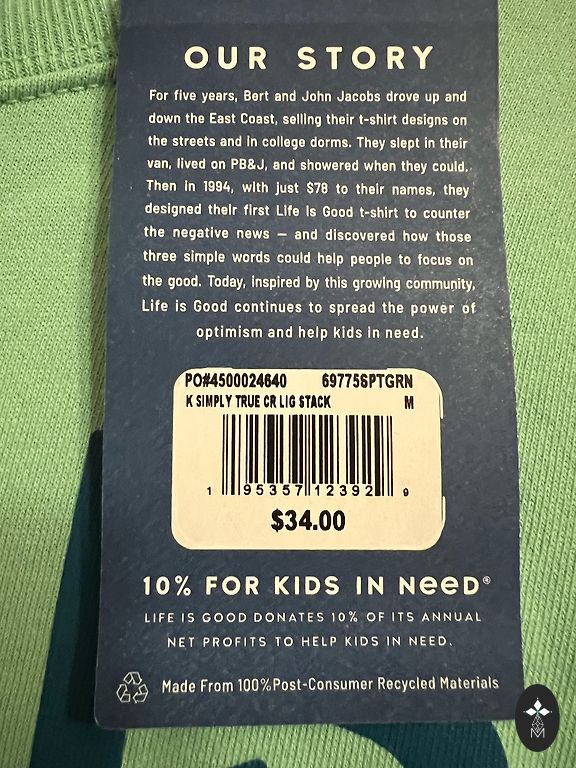 OUR STORY
For five years, Bert and John Jacobs drove up and
down the East Coast, selling their t-shirt designs on
the streets and in college dorms. They slept in their
van, lived on PB&J, and showered when they could.
Then in 1994, with just $78 to their names, they
designed their first Life Is Good t-shirt to counter
the negative news — and discovered how those
three simple words could help people to focus on
the good. Today, inspired by this growing community,
Life is Good continues to spread the power of
optimism and help kids in need.
PO#4500024640 697756PTGRN
K SIMPLY TRUE CR LIG STACK M
1 95357 12392 9
$34.00
10% FOR KIDS IN Need®
LIFE IS GOOD DONATES 10% OF ITS ANNUAL
NET PROFITS TO HELP KIDS IN NEED.
Made From 100% Post-Consumer Recycled Materials
M